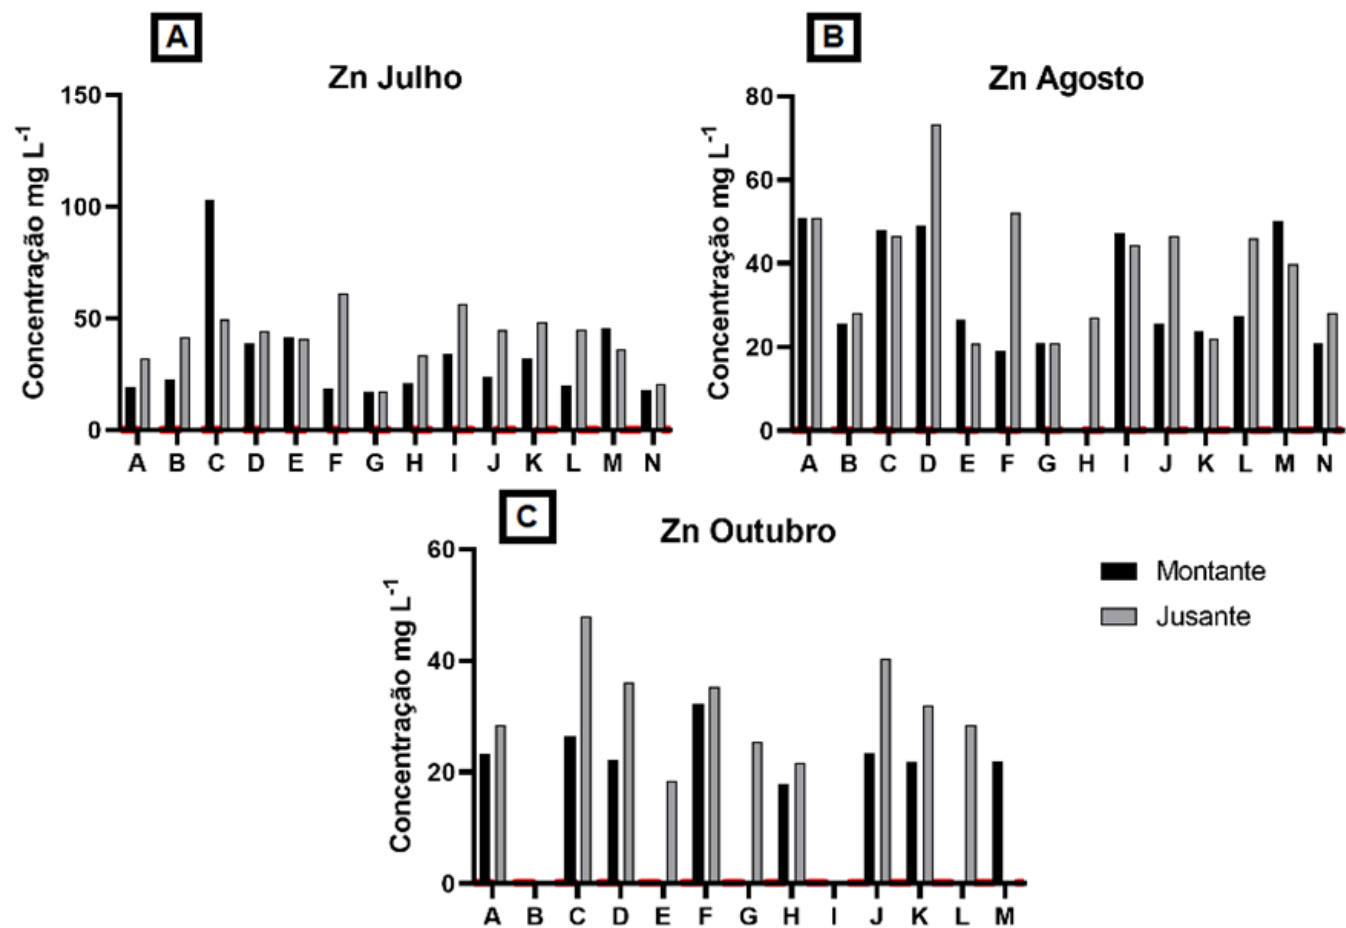 A
Zn Julho
Concentração mg L-1
150
100
50
0
A B C D E F G H I J K L M N
B
Zn Agosto
Concentração mg L-1
80
60
40
20
0
A B C D E F G H I J K L M N
C
Zn Outubro
Concentração mg L-1
60
40
20
0
A B C D E F G H I J K L M
Montante
Jusante